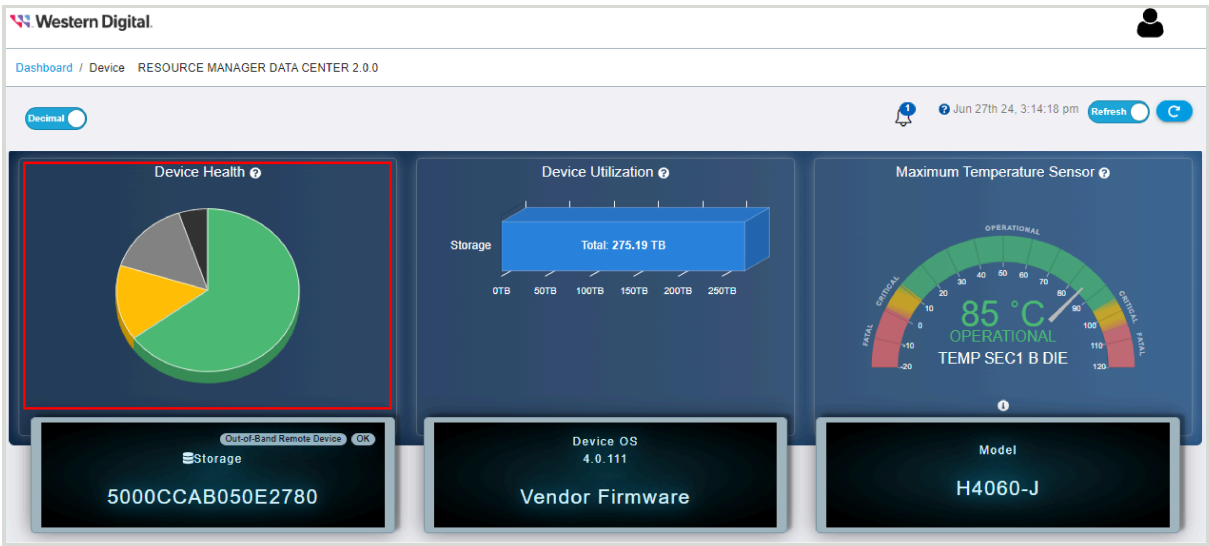 Western Digital.
Dashboard / Device RESOURCE MANAGER DATA CENTER 2.0.0
Decimal
1
Jun 27th 24, 3:14:18 pm Refresh
Device Health ?
Device Utilization ?
Storage Total: 275.19 TB
0TB 50TB 100TB 150TB 200TB 250TB
Maximum Temperature Sensor ?
FATAL CRITICAL OPERATIONAL CRITICAL FATAL
-20 -10 0 10 20 30 40 50 60 70 80 90 100 110 120
85 °C
OPERATIONAL
TEMP SEC1 B DIE
Out-of-Band Remote Device OK
Storage
5000CCAB050E2780
Device OS
4.0.111
Vendor Firmware
Model
H4060-J